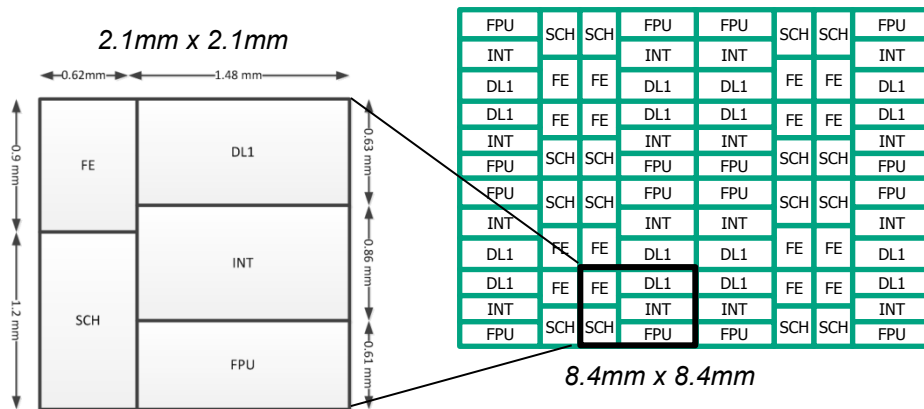 2.1mm x 2.1mm
0.62mm 1.48 mm
0.9 mm
1.2 mm
FE
SCH
DL1
INT
FPU
0.63 mm
0.86 mm
0.61 mm
FPU SCH SCH FPU FPU SCH SCH FPU
INT INT INT INT
DL1 FE FE DL1 DL1 FE FE DL1
DL1 FE FE DL1 DL1 FE FE DL1
INT INT INT INT
FPU SCH SCH FPU FPU SCH SCH FPU
FPU SCH SCH FPU FPU SCH SCH FPU
INT INT INT INT
DL1 FE FE DL1 DL1 FE FE DL1
DL1 FE FE DL1 DL1 FE FE DL1
INT INT INT INT
FPU SCH SCH FPU FPU SCH SCH FPU
8.4mm x 8.4mm